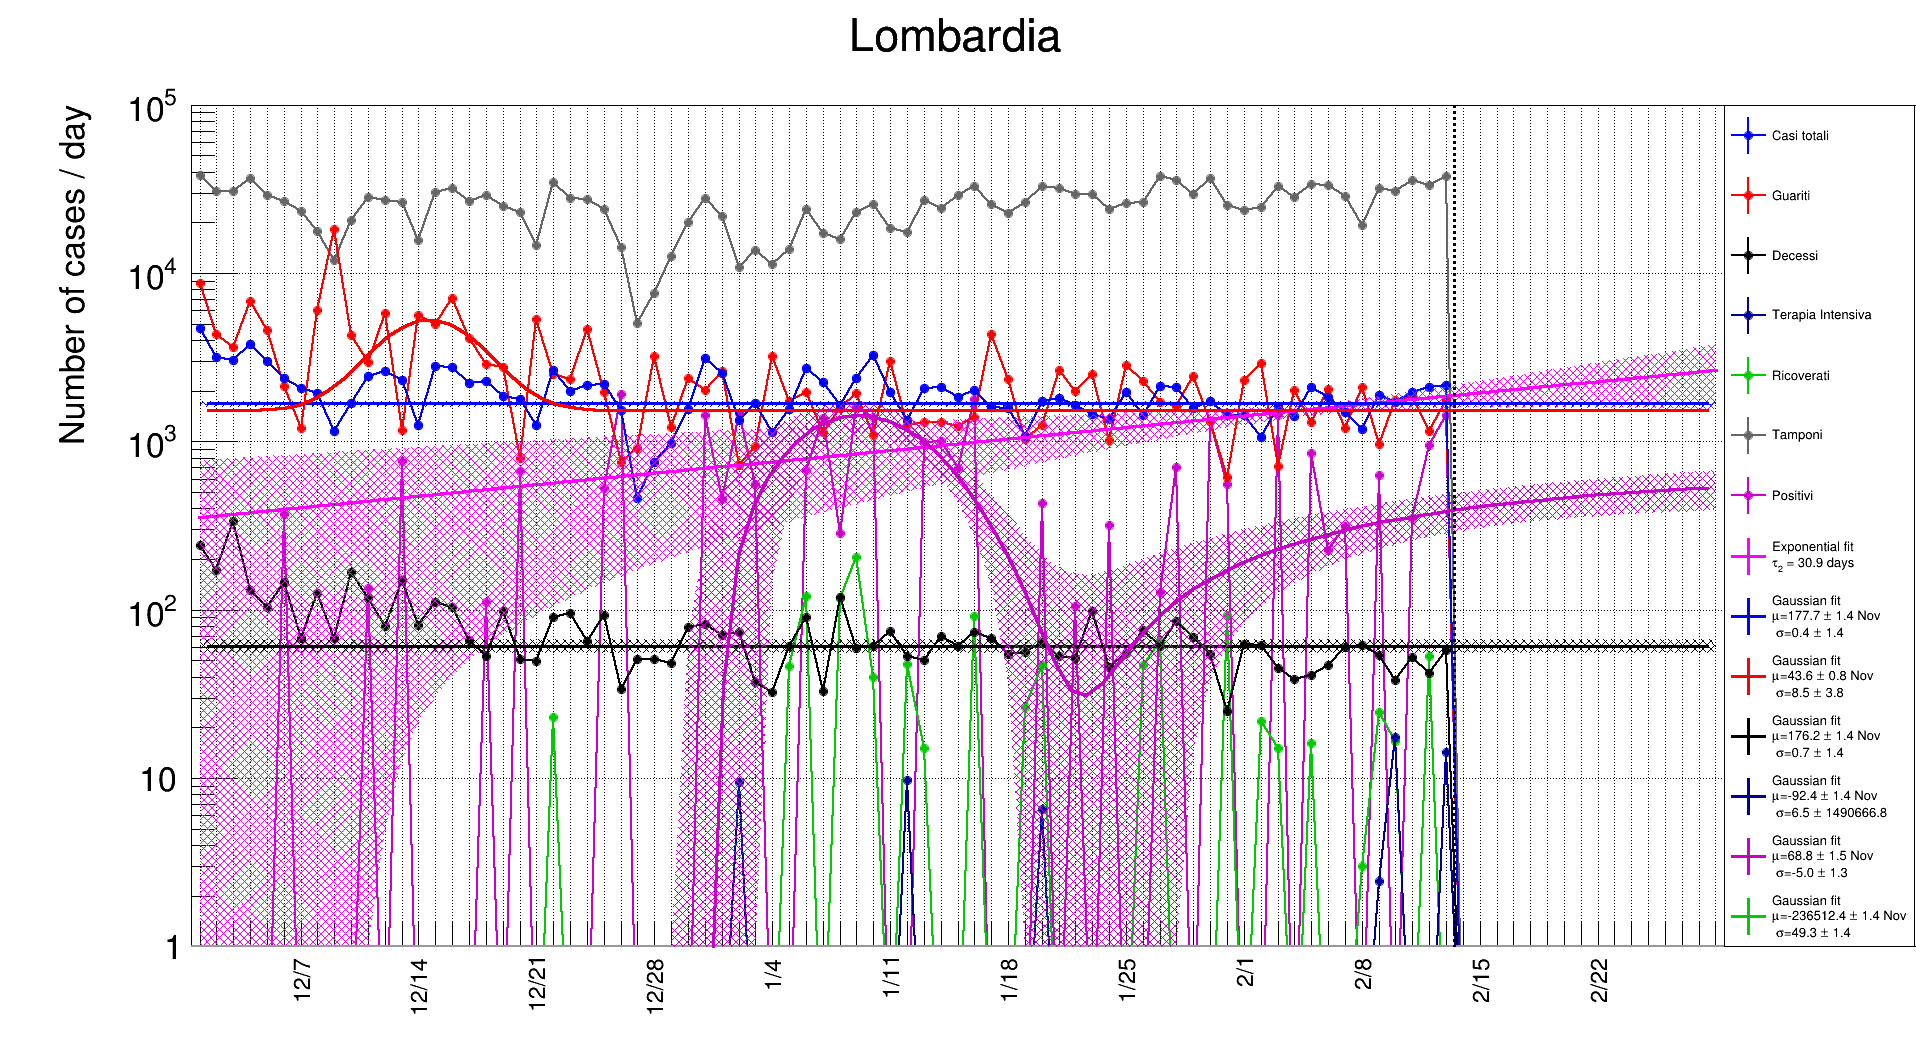 Lombardia
Number of cases / day
10^5
10^4
10^3
10^2
10
1
12/7
12/14
12/21
12/28
1/4
1/11
1/18
1/25
2/1
2/8
2/15
2/22
Casi totali
Guariti
Decessi
Terapia Intensiva
Ricoverati
Tamponi
Positivi
Exponential fit
τ₂ = 30.9 days
Gaussian fit
μ=177.7 ± 1.4 Nov
σ=0.4 ± 1.4
Gaussian fit
μ=43.6 ± 0.8 Nov
σ=8.5 ± 3.8
Gaussian fit
μ=176.2 ± 1.4 Nov
σ=0.7 ± 1.4
Gaussian fit
μ=-92.4 ± 1.4 Nov
σ=6.5 ± 1490666.8
Gaussian fit
μ=68.8 ± 1.5 Nov
σ=-5.0 ± 1.3
Gaussian fit
μ=-236512.4 ± 1.4 Nov
σ=49.3 ± 1.4